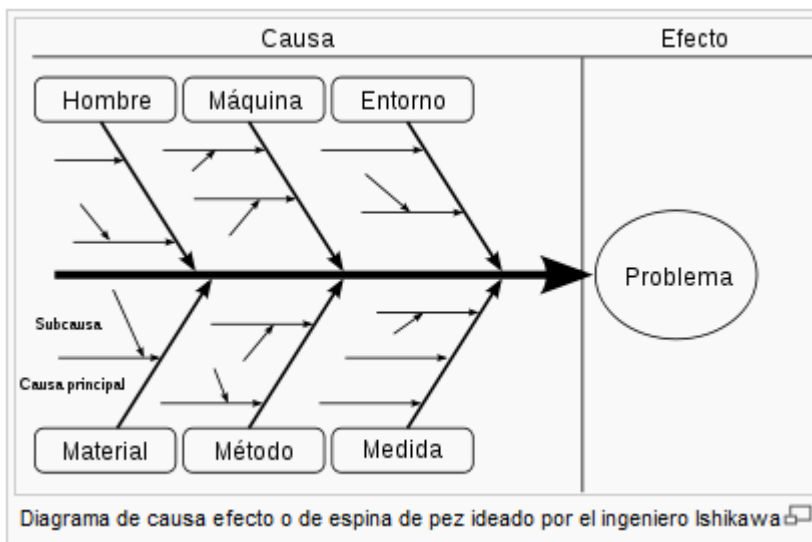 Causa
Efecto
Hombre
Máquina
Entorno
Problema
Subcausa
Causa principal
Material
Método
Medida
Diagrama de causa efecto o de espina de pez ideado por el ingeniero Ishikawa